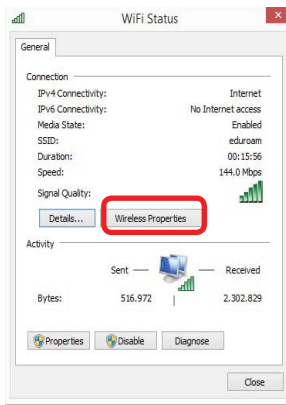 WiFi Status
General
Connection
IPv4 Connectivity: Internet
IPv6 Connectivity: No Internet access
Media State: Enabled
SSID: eduroam
Duration: 00:15:56
Speed: 144.0 Mbps
Signal Quality:
Details... Wireless Properties
Activity
Sent — — Received
Bytes: 516.972 | 2.302.829
Properties Disable Diagnose
Close